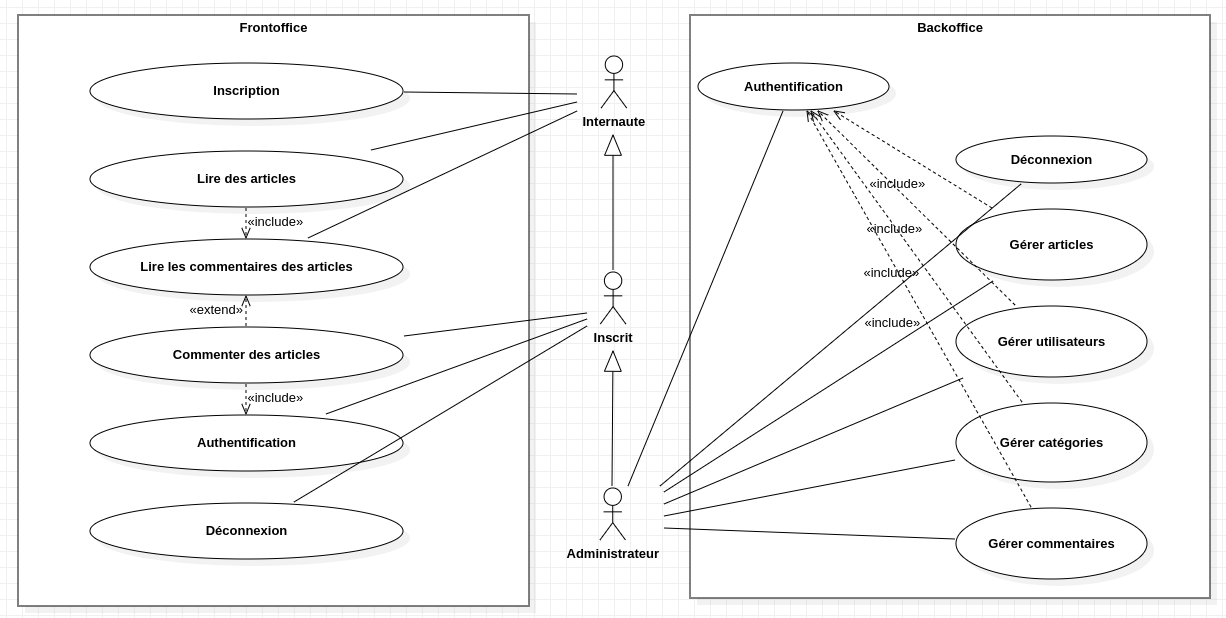 Frontoffice
Inscription
Lire des articles
«include»
Lire les commentaires des articles
«extend»
Commenter des articles
«include»
Authentification
Déconnexion
Internaute
Inscrit
Administrateur
Backoffice
Authentification
Déconnexion
«include»
Gérer articles
«include»
«include»
«include»
Gérer utilisateurs
Gérer catégories
Gérer commentaires